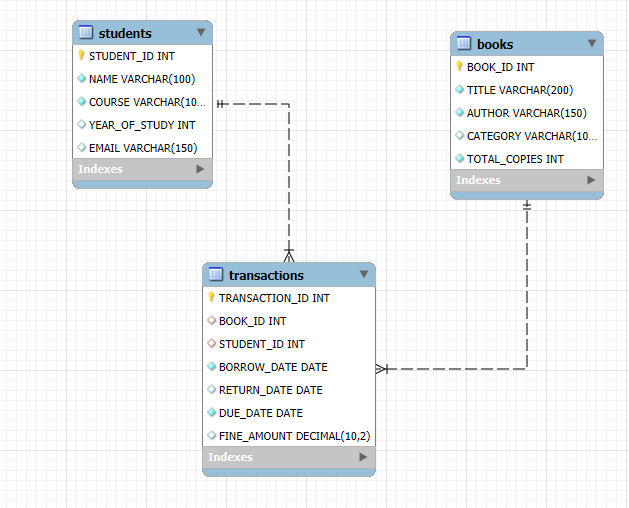 students
STUDENT_ID INT
NAME VARCHAR(100)
COURSE VARCHAR(10...
YEAR_OF_STUDY INT
EMAIL VARCHAR(150)
Indexes
books
BOOK_ID INT
TITLE VARCHAR(200)
AUTHOR VARCHAR(150)
CATEGORY VARCHAR(10...
TOTAL_COPIES INT
Indexes
transactions
TRANSACTION_ID INT
BOOK_ID INT
STUDENT_ID INT
BORROW_DATE DATE
RETURN_DATE DATE
DUE_DATE DATE
FINE_AMOUNT DECIMAL(10,2)
Indexes